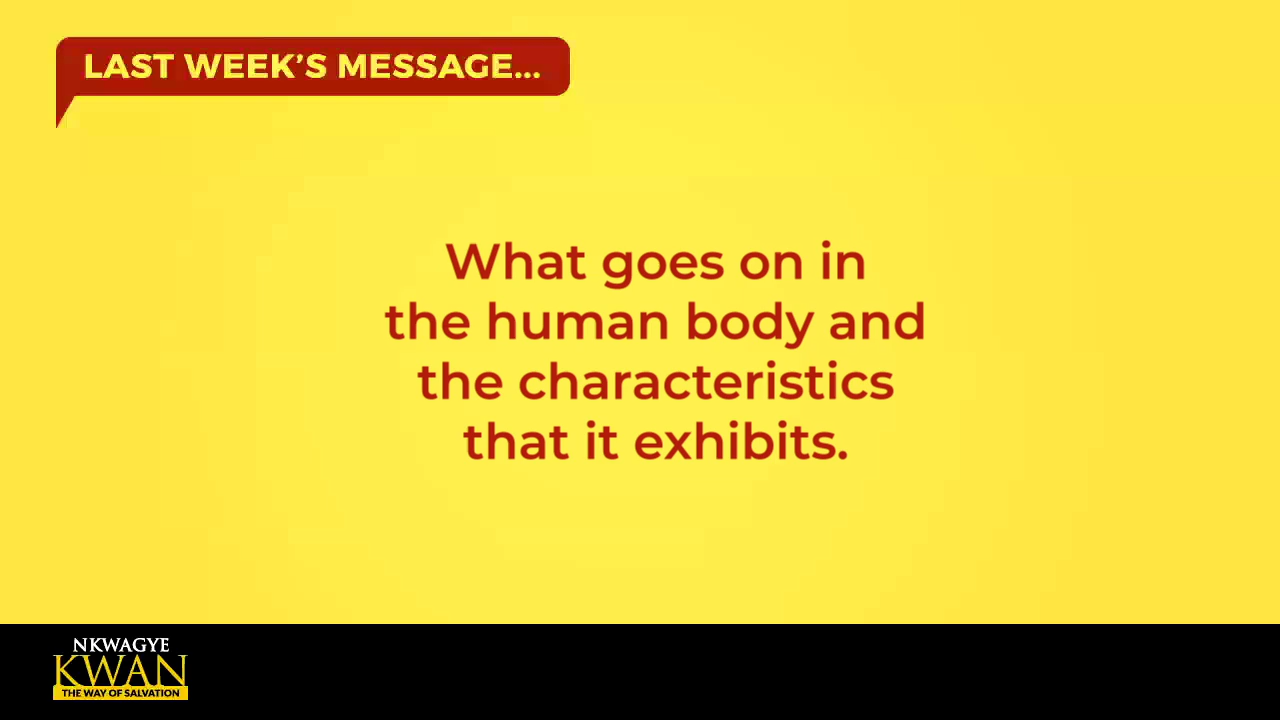 LAST WEEK'S MESSAGE...
What goes on in
the human body and
the characteristics
that it exhibits.
NKWAGYE
KWAN
THE WAY OF SALVATION